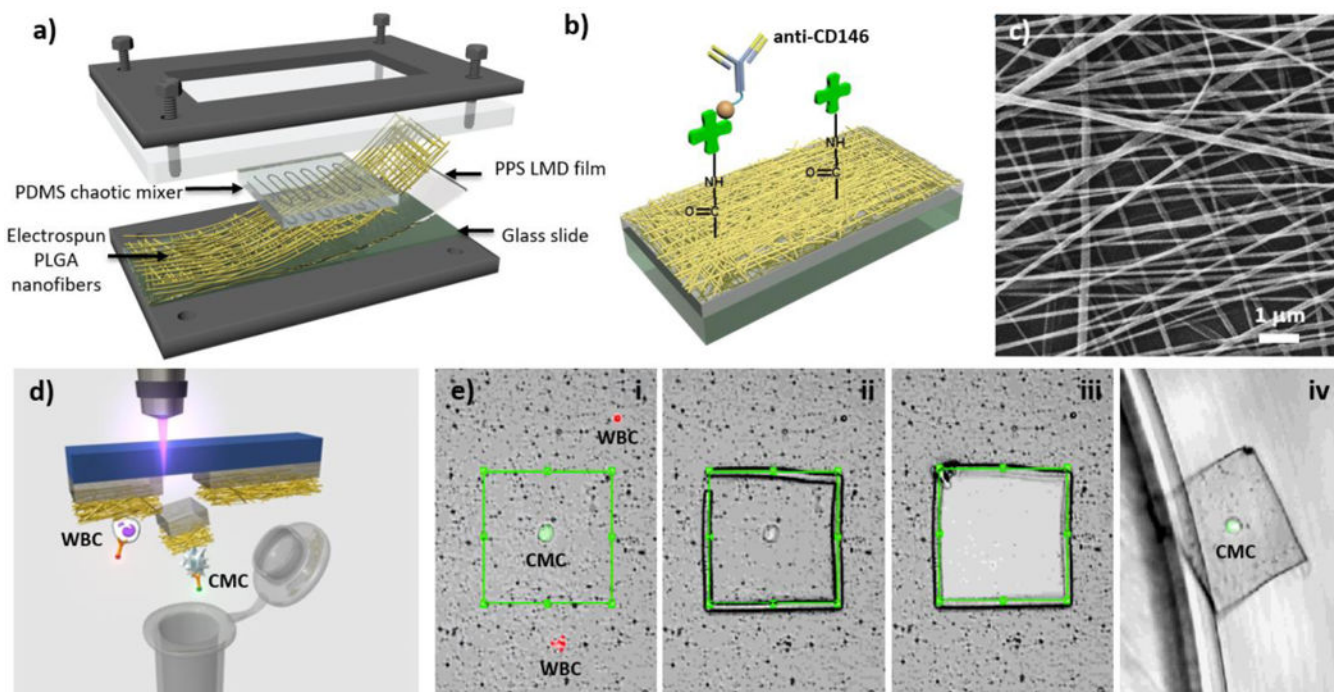 a)
PDMS chaotic mixer
Electrospun
PLGA
nanofibers
PPS LMD film
Glass slide
b)
anti-CD146
NH
O=C
NH
O=C
c)
1 μm
d)
WBC
CMC
e)
i
WBC
CMC
WBC
ii
iii
iv
CMC